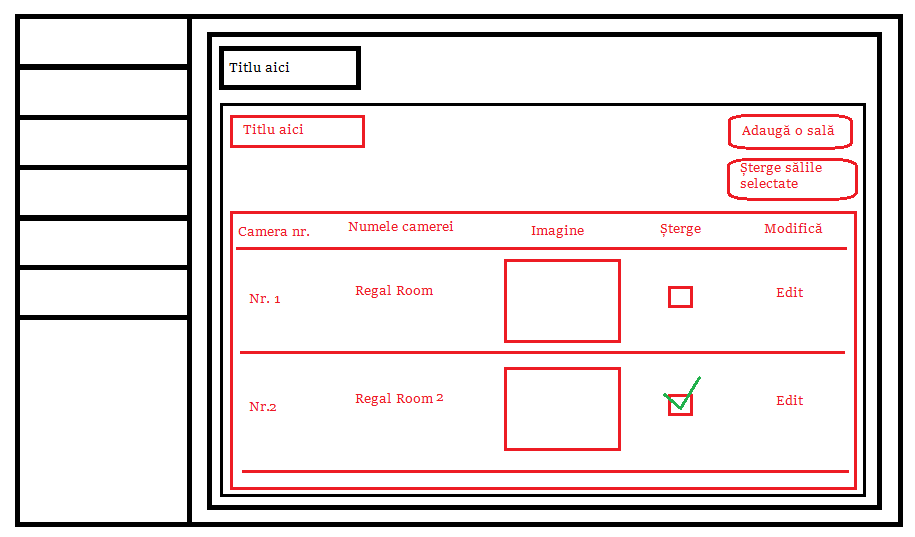 Titlu aici
Titlu aici
Adaugă o sală
Șterge sălile
selectate
Camera nr.
Numele camerei
Imagine
Șterge
Modifică
Nr. 1
Regal Room
Edit
Nr.2
Regal Room 2
Edit